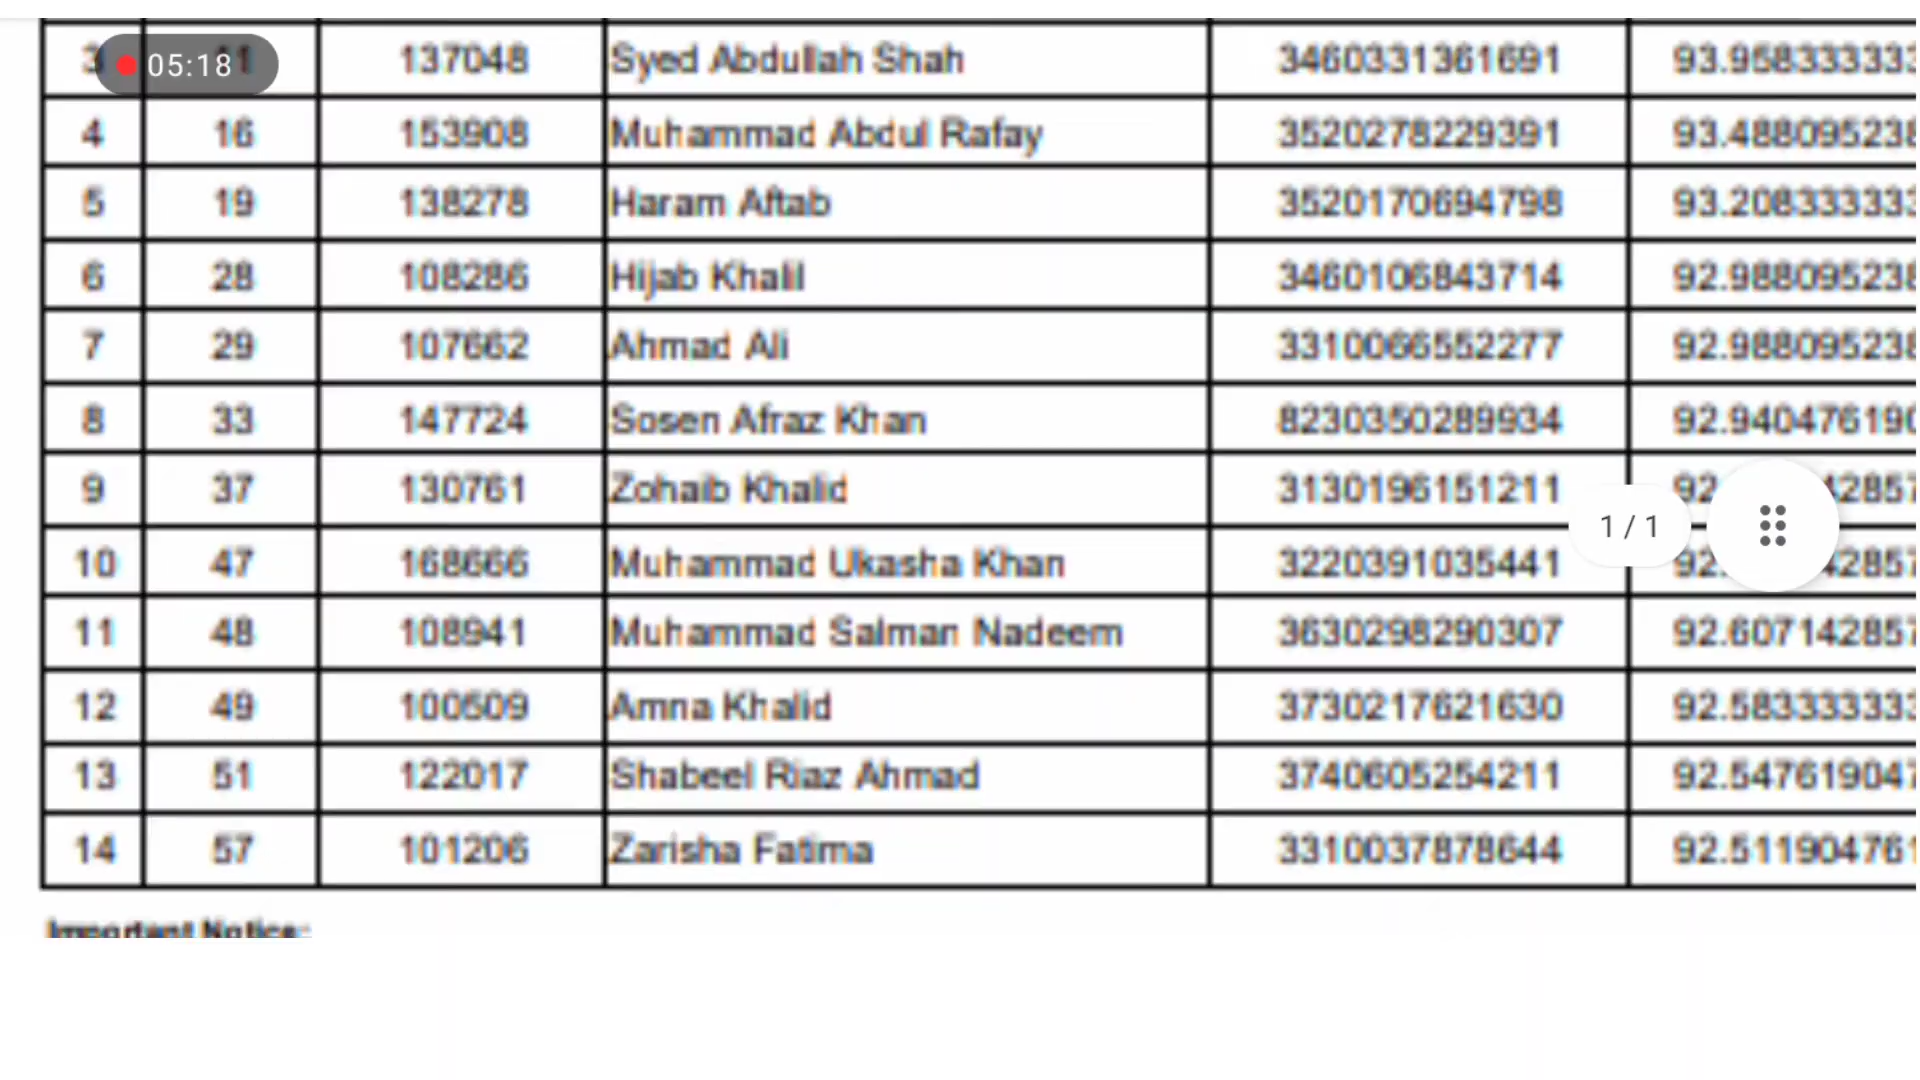 3 11 137048 Syed Abdullah Shah 3460331361691 93.958333333
05:18
4 16 153908 Muhammad Abdul Rafay 3520278229391 93.488095238
5 19 138278 Haram Aftab 3520170694798 93.208333333
6 28 108286 Hijab Khalil 3460106843714 92.988095238
7 29 107662 Ahmad Ali 3310066552277 92.988095238
8 33 147724 Sosen Afraz Khan 8230350289934 92.940476190
9 37 130761 Zohaib Khalid 3130196151211
1 / 1
10 47 168666 Muhammad Ukasha Khan 3220391035441
11 48 108941 Muhammad Salman Nadeem 3630298290307 92.607142857
12 49 100509 Amna Khalid 3730217621630 92.583333333
13 51 122017 Shabeel Riaz Ahmad 3740605254211 92.547619047
14 57 101206 Zarisha Fatima 3310037878644 92.511904761
Important Notice: